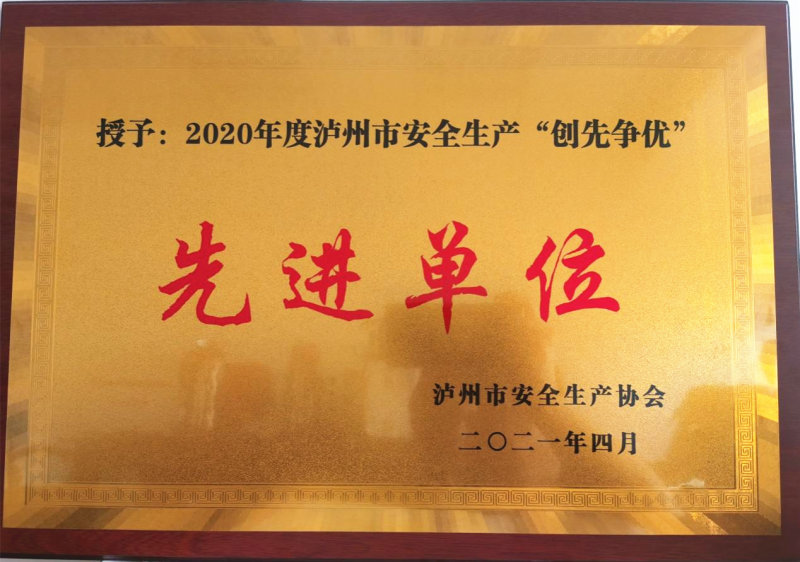 授予：2020年度泸州市安全生产“创先争优”
先进单位
泸州市安全生产协会
二〇二一年四月